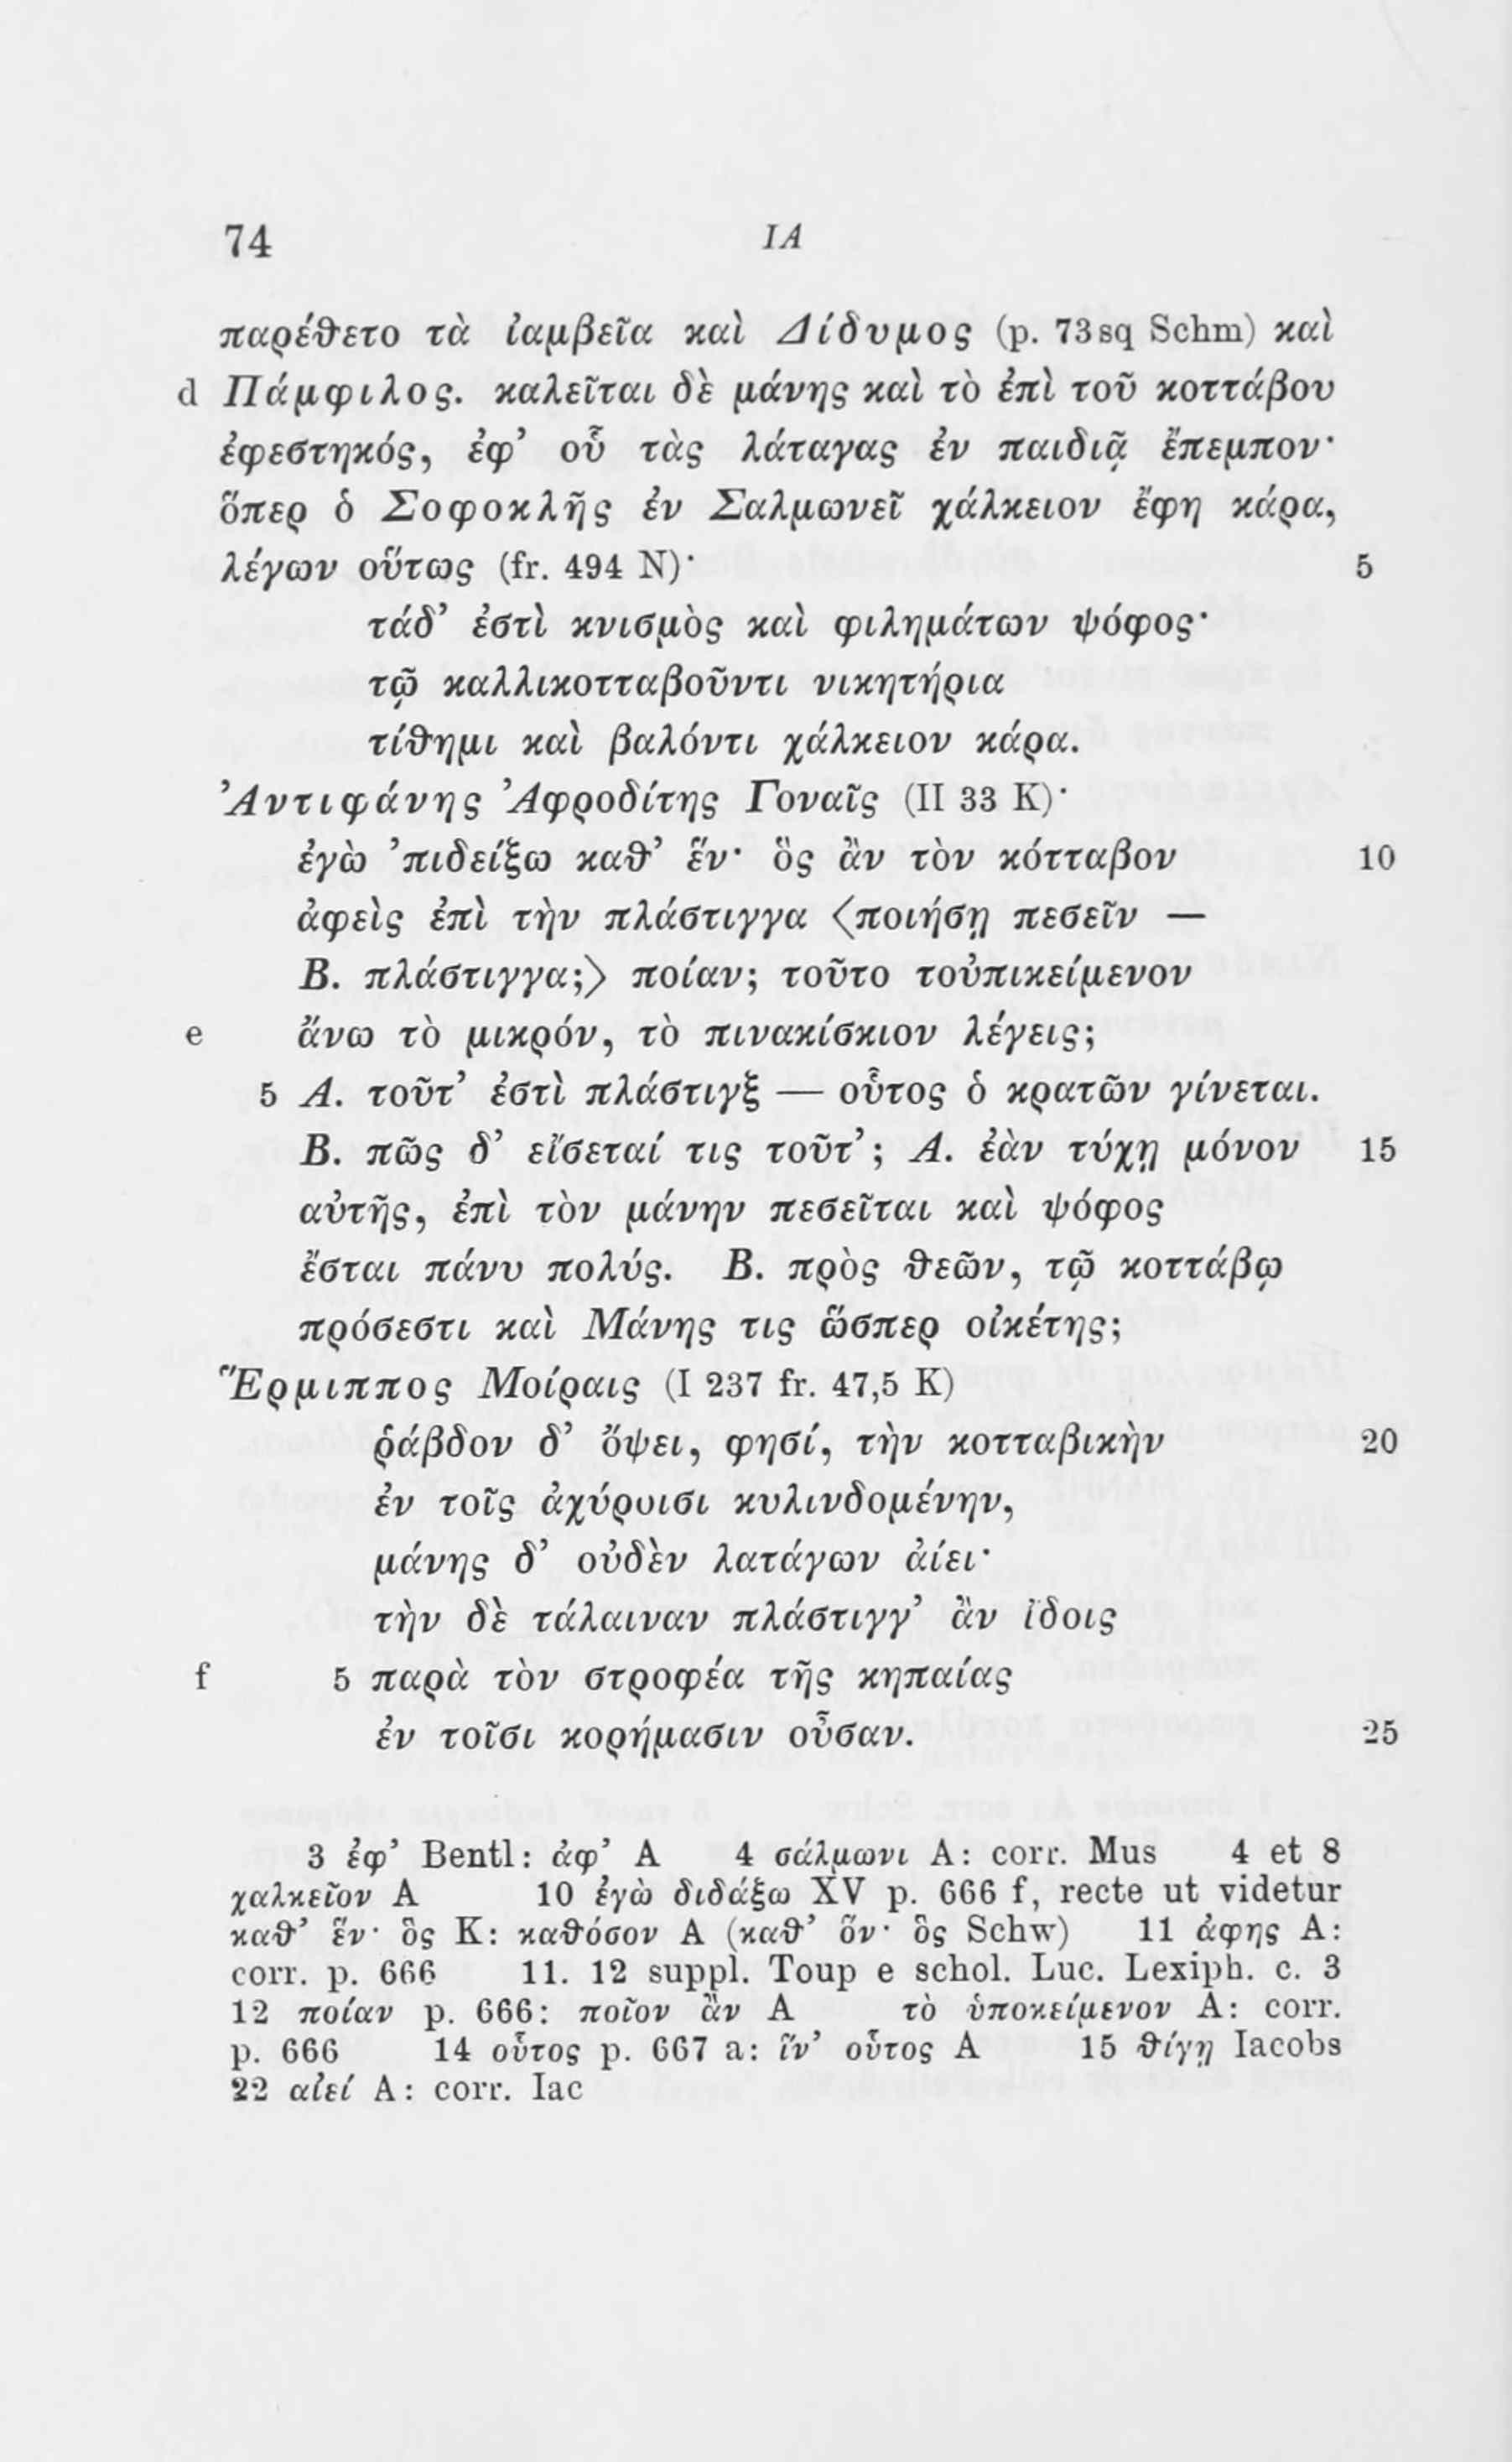 74 ΙΑ
παρέθετο τὰ ἰαμβεῖα καὶ Δίδυμος (p. 73 sq Schm) καὶ
d Πάμφιλος. καλεῖται δὲ μάνης καὶ τὸ ἐπὶ τοῦ κοττάβου
ἐφεστηκός, ἐφ’ οὗ τὰς λάταγας ἐν παιδιᾷ ἔπεμπον·
ὅπερ ὁ Σοφοκλῆς ἐν Σαλμωνεῖ χάλκειον ἔφη κάρα,
λέγων οὕτως (fr. 494 N)· 5
τάδ’ ἐστὶ κνισμὸς καὶ φιλημάτων ψόφος·
τῷ καλλικοτταβοῦντι νικητήρια
τίθημι καὶ βαλόντι χάλκειον κάρα.
Ἀντιφάνης Ἀφροδίτης Γοναῖς (II 33 K)·
ἐγὼ ’πιδείξω καθ’ ἕν· ὃς ἂν τὸν κότταβον 10
ἀφεὶς ἐπὶ τὴν πλάστιγγα <ποιήσῃ πεσεῖν —
Β. πλάστιγγα;> ποίαν; τοῦτο τοὐπικείμενον
e ἄνω τὸ μικρόν, τὸ πινακίσκιον λέγεις;
5 Α. τοῦτ’ ἐστὶ πλάστιγξ — οὗτος ὁ κρατῶν γίνεται.
Β. πῶς δ’ εἴσεταί τις τοῦτ’; Α. ἐὰν τύχῃ μόνον 15
αὐτῆς, ἐπὶ τὸν μάνην πεσεῖται καὶ ψόφος
ἔσται πάνυ πολύς. Β. πρὸς θεῶν, τῷ κοττάβῳ
πρόσεστι καὶ Μάνης τις ὥσπερ οἰκέτης;
Ἕρμιππος Μοίραις (I 237 fr. 47,5 K)
ῥάβδον δ’ ὄψει, φησί, τὴν κοτταβικὴν 20
ἐν τοῖς ἀχύροισι κυλινδομένην,
μάνης δ’ οὐδὲν λατάγων ἀίει·
τὴν δὲ τάλαιναν πλάστιγγ’ ἂν ἴδοις
f 5 παρὰ τὸν στροφέα τῆς κηπαίας
ἐν τοῖσι κορήμασιν οὖσαν. 25
3 ἐφ’ Bentl: ἀφ’ A 4 σάλμωνι A: corr. Mus 4 et 8
χαλκεῖον A 10 ἐγὼ διδάξω XV p. 666 f, recte ut videtur
καθ’ ἕν· ὃς K: καθόσον A (καθ’ ὅν· ὃς Schw) 11 ἀφης A:
corr. p. 666 11. 12 suppl. Toup e schol. Luc. Lexiph. c. 3
12 ποίαν p. 666: ποῖον ἂν A τὸ ὑποκείμενον A: corr.
p. 666 14 οὗτος p. 667 a: ἵν’ οὗτος A 15 θίγῃ Iacobs
22 αἰεί A: corr. Iac